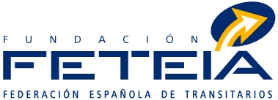 FUNDACIÓN
FETEIA
FEDERACIÓN ESPAÑOLA DE TRANSITARIOS